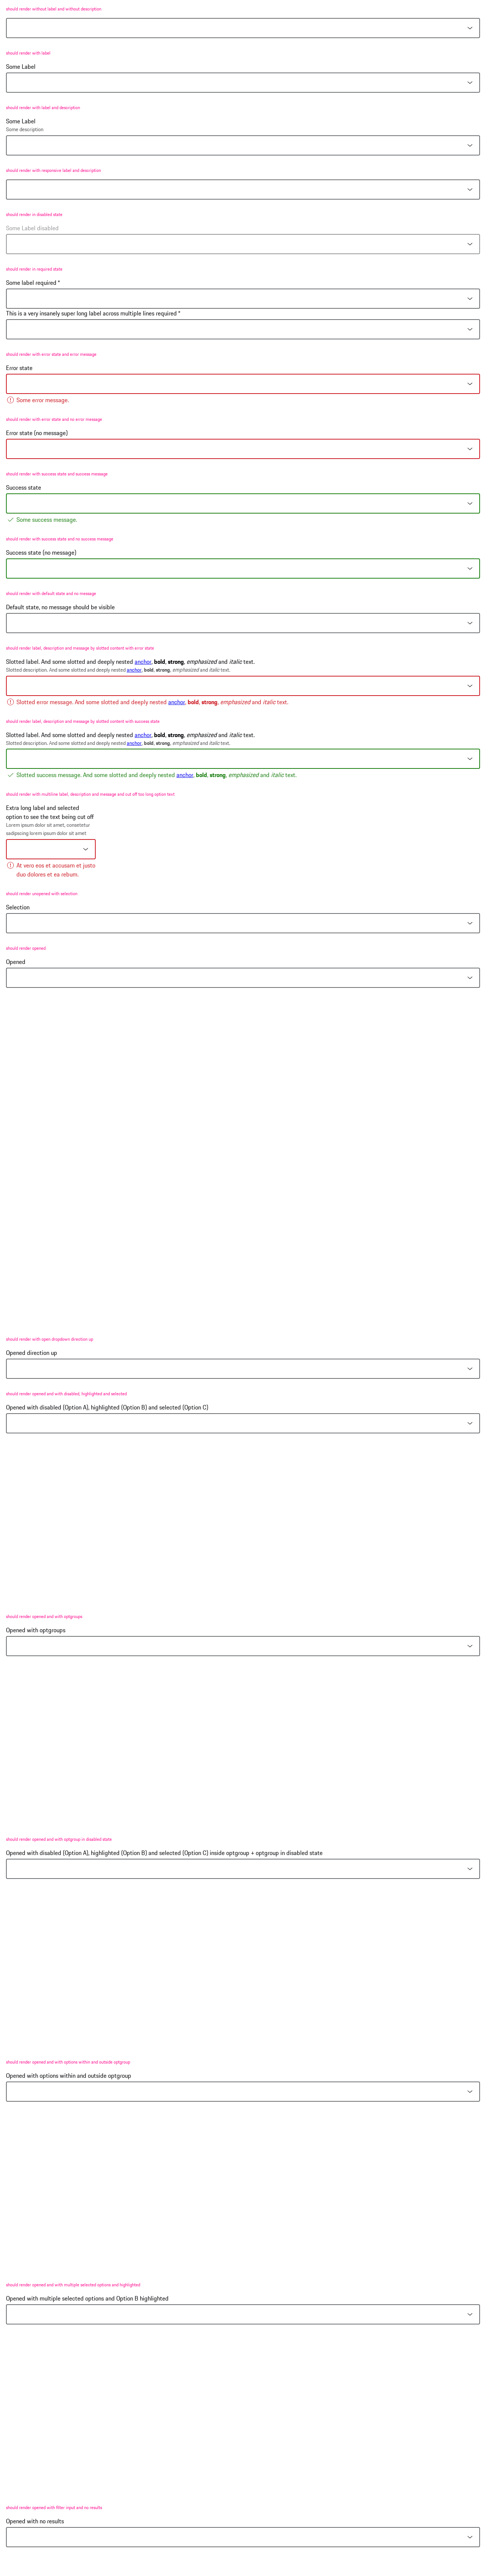 should render without label and without description
should render with label
Some Label
should render with label and description
Some Label
Some description
should render with responsive label and description
should render in disabled state
Some Label disabled
should render in required state
Some label required *
This is a very insanely super long label across multiple lines required *
should render with error state and error message
Error state
Some error message.
should render with error state and no error message
Error state (no message)
should render with success state and success message
Success state
Some success message.
should render with success state and no success message
Success state (no message)
should render with default state and no message
Default state, no message should be visible
should render label, description and message by slotted content with error state
Slotted label. And some slotted and deeply nested anchor, bold, strong, emphasized and italic text.
Slotted description. And some slotted and deeply nested anchor, bold, strong, emphasized and italic text.
Slotted error message. And some slotted and deeply nested anchor, bold, strong, emphasized and italic text.
should render label, description and message by slotted content with success state
Slotted label. And some slotted and deeply nested anchor, bold, strong, emphasized and italic text.
Slotted description. And some slotted and deeply nested anchor, bold, strong, emphasized and italic text.
Slotted success message. And some slotted and deeply nested anchor, bold, strong, emphasized and italic text.
should render with multiline label, description and message and cut off too long option text
Extra long label and selected
option to see the text being cut off
Lorem ipsum dolor sit amet, consetetur
sadipscing lorem ipsum dolor sit amet
At vero eos et accusam et justo
duo dolores et ea rebum.
should render unopened with selection
Selection
should render opened
Opened
should render with open dropdown direction up
Opened direction up
should render opened and with disabled, highlighted and selected
Opened with disabled (Option A), highlighted (Option B) and selected (Option C)
should render opened and with optgroups
Opened with optgroups
should render opened and with optgroup in disabled state
Opened with disabled (Option A), highlighted (Option B) and selected (Option C) inside optgroup + optgroup in disabled state
should render opened and with options within and outside optgroup
Opened with options within and outside optgroup
should render opened and with multiple selected options and highlighted
Opened with multiple selected options and Option B highlighted
should render opened with filter input and no results
Opened with no results